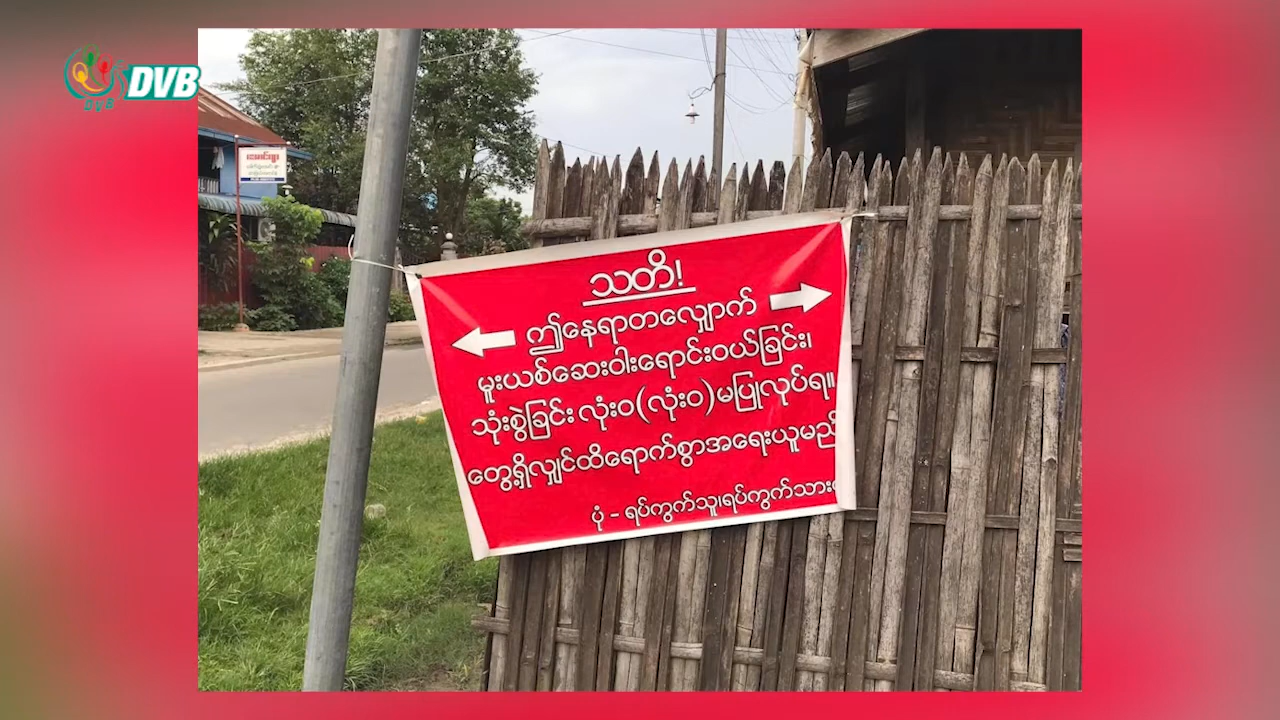 DVB
DVB
သတိ!
ဤနေရာတလျှောက်
မူးယစ်ဆေးဝါးရောင်းဝယ်ခြင်း၊
သုံးစွဲခြင်း လုံးဝ(လုံးဝ)မပြုလုပ်ရ။
တွေ့ရှိလျှင်ထိရောက်စွာအရေးယူမည်
ပုံ - ရပ်ကွက်သူ၊ရပ်ကွက်သား